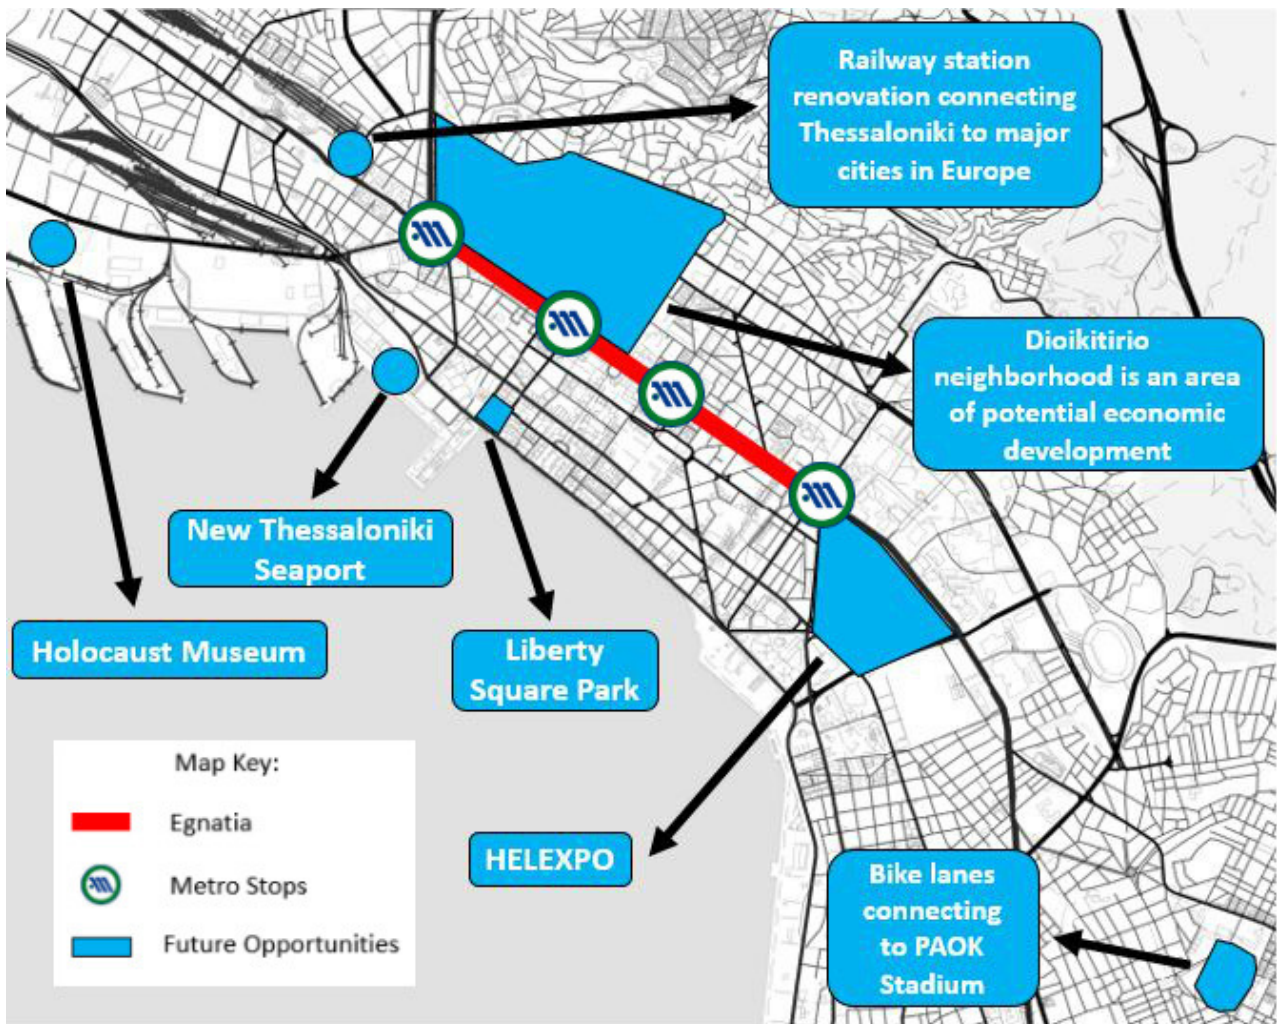 Railway station
renovation connecting
Thessaloniki to major
cities in Europe
Dioikitirio
neighborhood is an area
of potential economic
development
New Thessaloniki
Seaport
Holocaust Museum
Liberty
Square Park
HELEXPO
Bike lanes
connecting
to PAOK
Stadium
Map Key:
Egnatia
Metro Stops
Future Opportunities